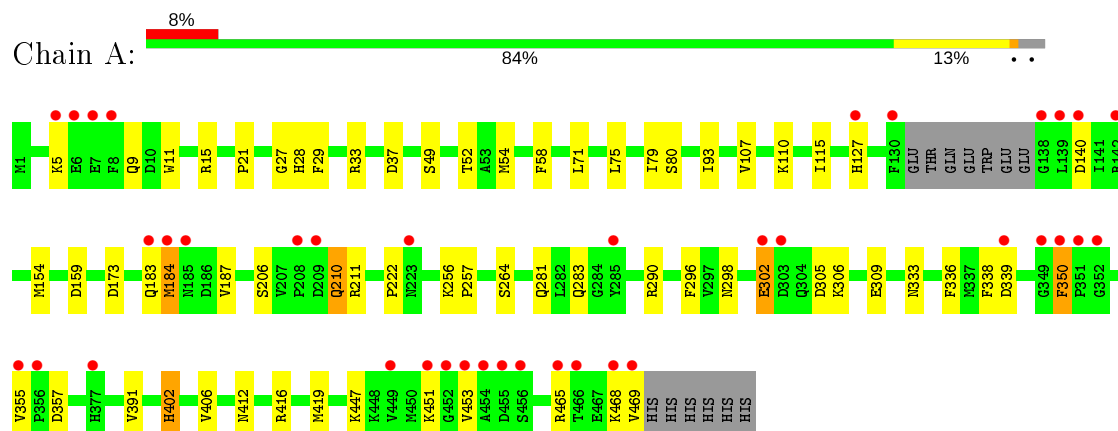 8%
Chain A:
84% 13% • •
M1 K5 E6 E7 F8 Q9 D10 W11 R15 P21 G27 H28 F29 R33 D37 S49 T52 A53 M54 F58 L71 L75 I79 S80 I93 V107 K110 I115 H127 F130 GLU THR GLN GLU TRP GLU GLU G138 L139 D140 I141 R142
M154 D159 D173 Q183 M184 N185 D186 V187 S206 V207 P208 D209 Q210 R211 P222 N223 K256 P257 S264 Q281 L282 Q283 G284 Y285 R290 F296 V297 N298 E302 D303 Q304 D305 K306 E309 N333 F336 M337 F338 D339 G349 F350 P351 G352
V355 P356 D357 H377 V391 H402 V406 N412 R416 M419 K447 K448 V449 M450 K451 G452 V453 A454 D455 S456 R465 T466 E467 K468 V469 HIS HIS HIS HIS HIS HIS